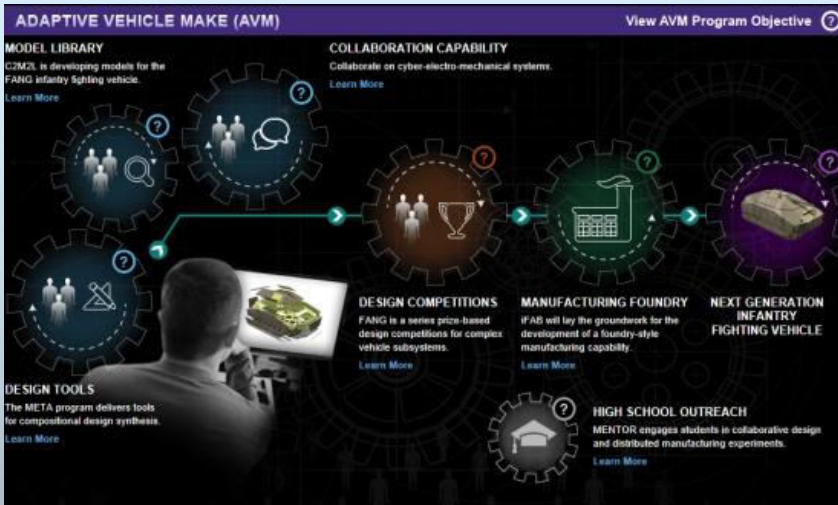 ADAPTIVE VEHICLE MAKE (AVM)
View AVM Program Objective ?
MODEL LIBRARY
C2M2L is developing models for the
FANG infantry fighting vehicle.
Learn More
COLLABORATION CAPABILITY
Collaborate on cyber-electro-mechanical systems.
Learn More
?
?
?
?
?
?
DESIGN COMPETITIONS
FANG is a series prize-based
design competitions for complex
vehicle subsystems.
Learn More
MANUFACTURING FOUNDRY
iFAB will lay the groundwork for the
development of a foundry-style
manufacturing capability.
Learn More
NEXT GENERATION
INFANTRY
FIGHTING VEHICLE
DESIGN TOOLS
The META program delivers tools
for compositional design synthesis.
Learn More
?
HIGH SCHOOL OUTREACH
MENTOR engages students in collaborative design
and distributed manufacturing experiments.
Learn More